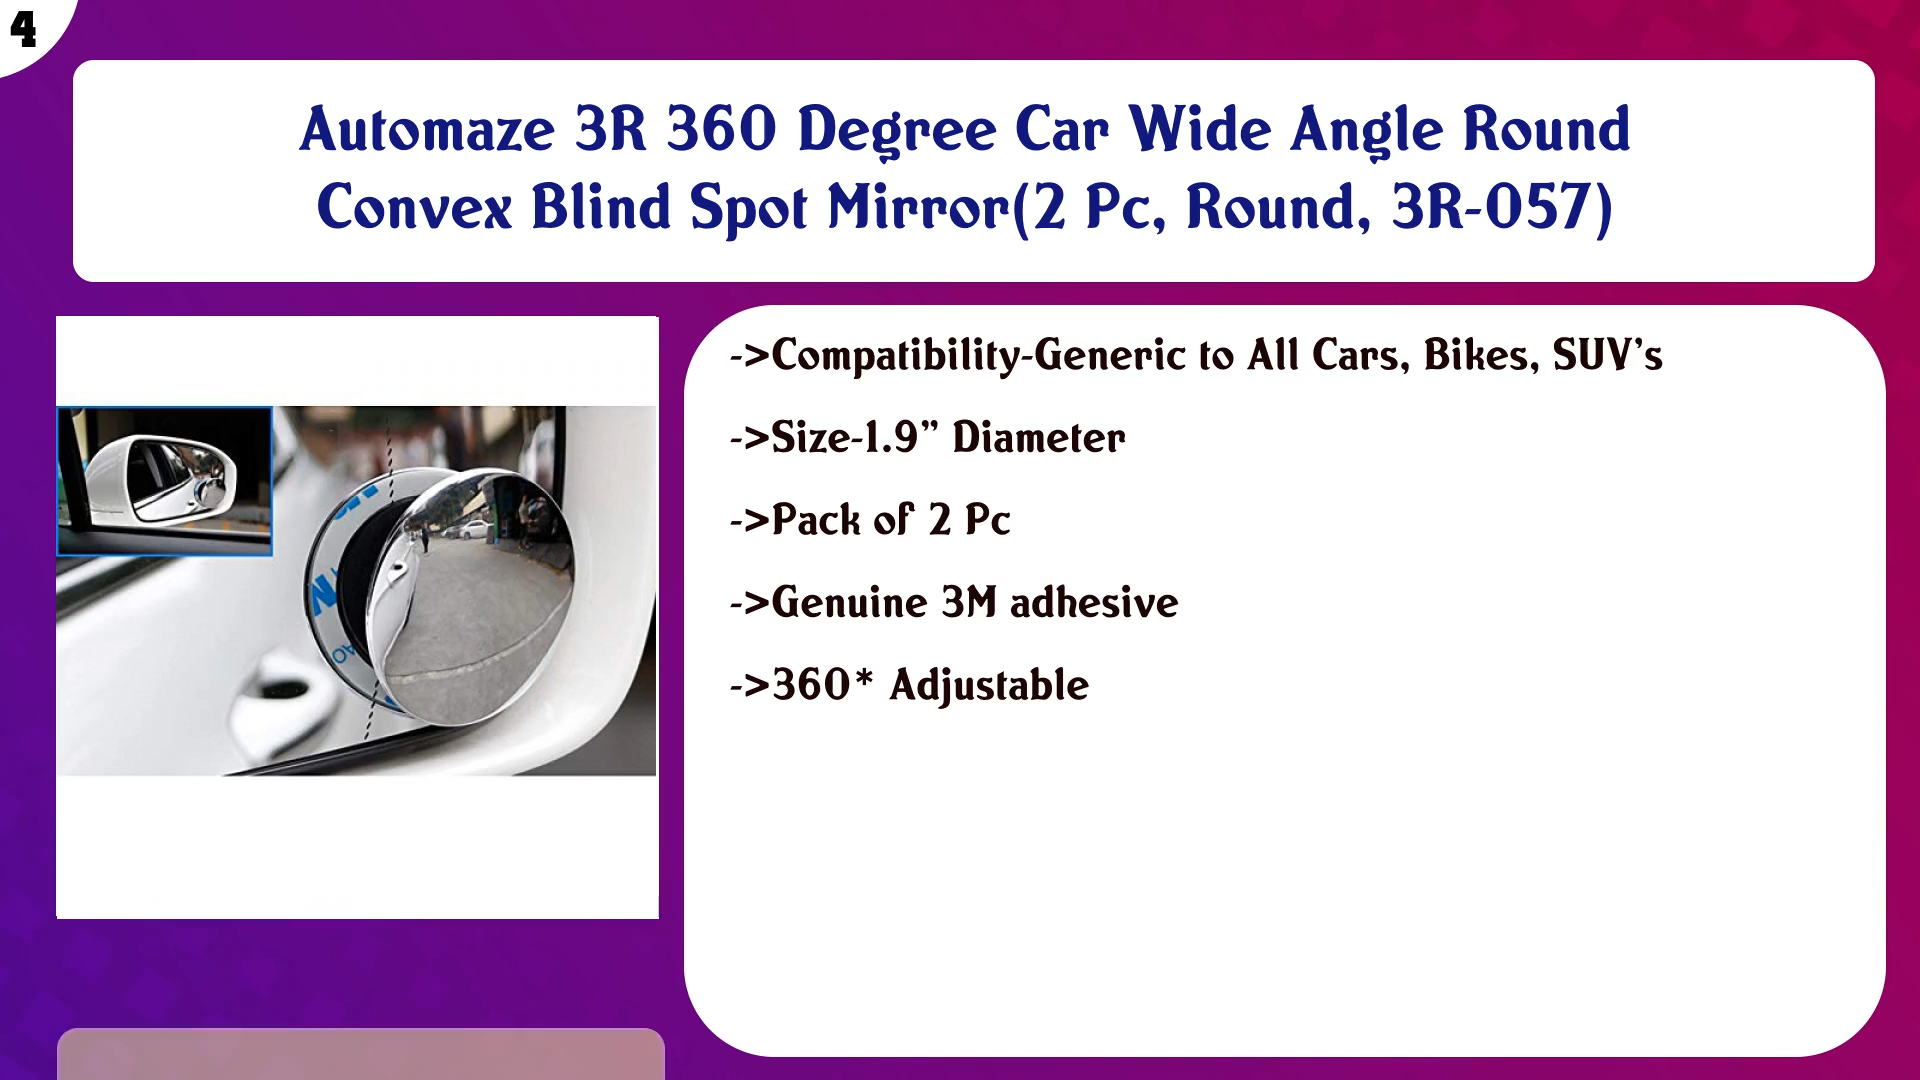 4
Automaze 3R 360 Degree Car Wide Angle Round
Convex Blind Spot Mirror(2 Pc, Round, 3R-057)
->Compatibility-Generic to All Cars, Bikes, SUV's
->Size-1.9” Diameter
->Pack of 2 Pc
->Genuine 3M adhesive
->360* Adjustable